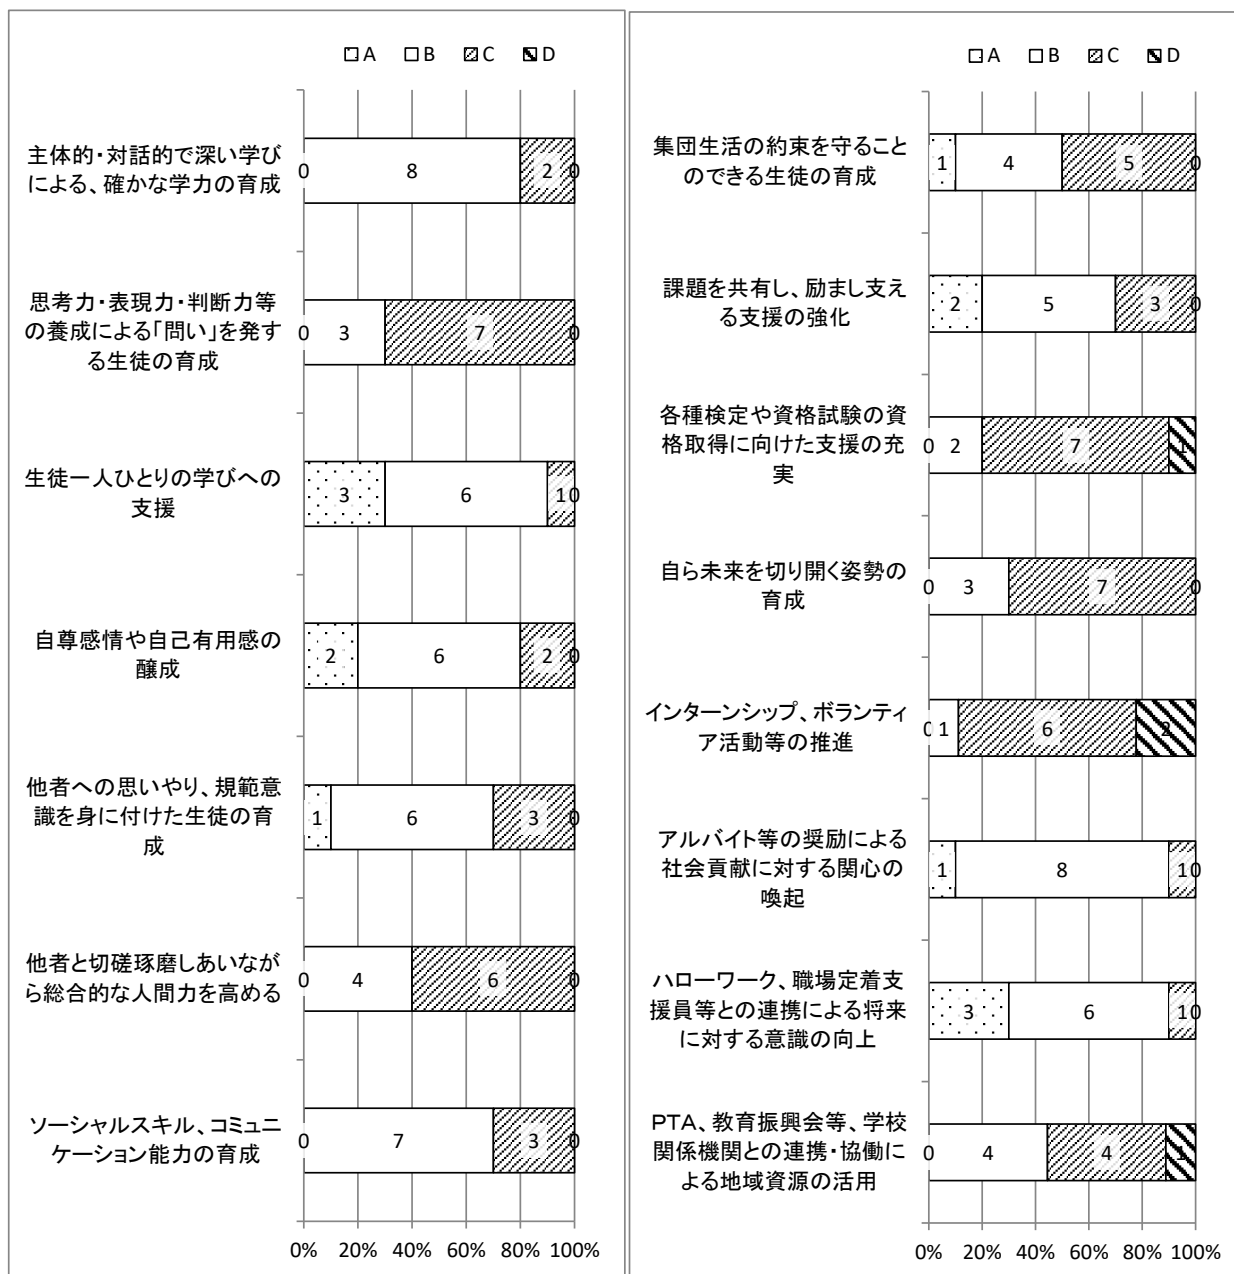 A B C D
主体的・対話的で深い学び
による、確かな学力の育成
0 8 2 0
思考力・表現力・判断力等
の養成による「問い」を発す
る生徒の育成
0 3 7 0
生徒一人ひとりの学びへの
支援
3 6 1 0
自尊感情や自己有用感の
醸成
2 6 2 0
他者への思いやり、規範意
識を身に付けた生徒の育
成
1 6 3 0
他者と切磋琢磨しあいなが
ら総合的な人間力を高める
0 4 6 0
ソーシャルスキル、コミュニ
ケーション能力の育成
0 7 3 0
0% 20% 40% 60% 80% 100%
A B C D
集団生活の約束を守ること
のできる生徒の育成
1 4 5 0
課題を共有し、励まし支え
る支援の強化
2 5 3 0
各種検定や資格試験の資
格取得に向けた支援の充
実
0 2 7 1
自ら未来を切り開く姿勢の
育成
0 3 7 0
インターンシップ、ボランティ
ア活動等の推進
0 1 6 2
アルバイト等の奨励による
社会貢献に対する関心の
喚起
1 8 1 0
ハローワーク、職場定着支
援員等との連携による将来
に対する意識の向上
3 6 1 0
PTA、教育振興会等、学校
関係機関との連携・協働に
よる地域資源の活用
0 4 4 1
0% 20% 40% 60% 80% 100%